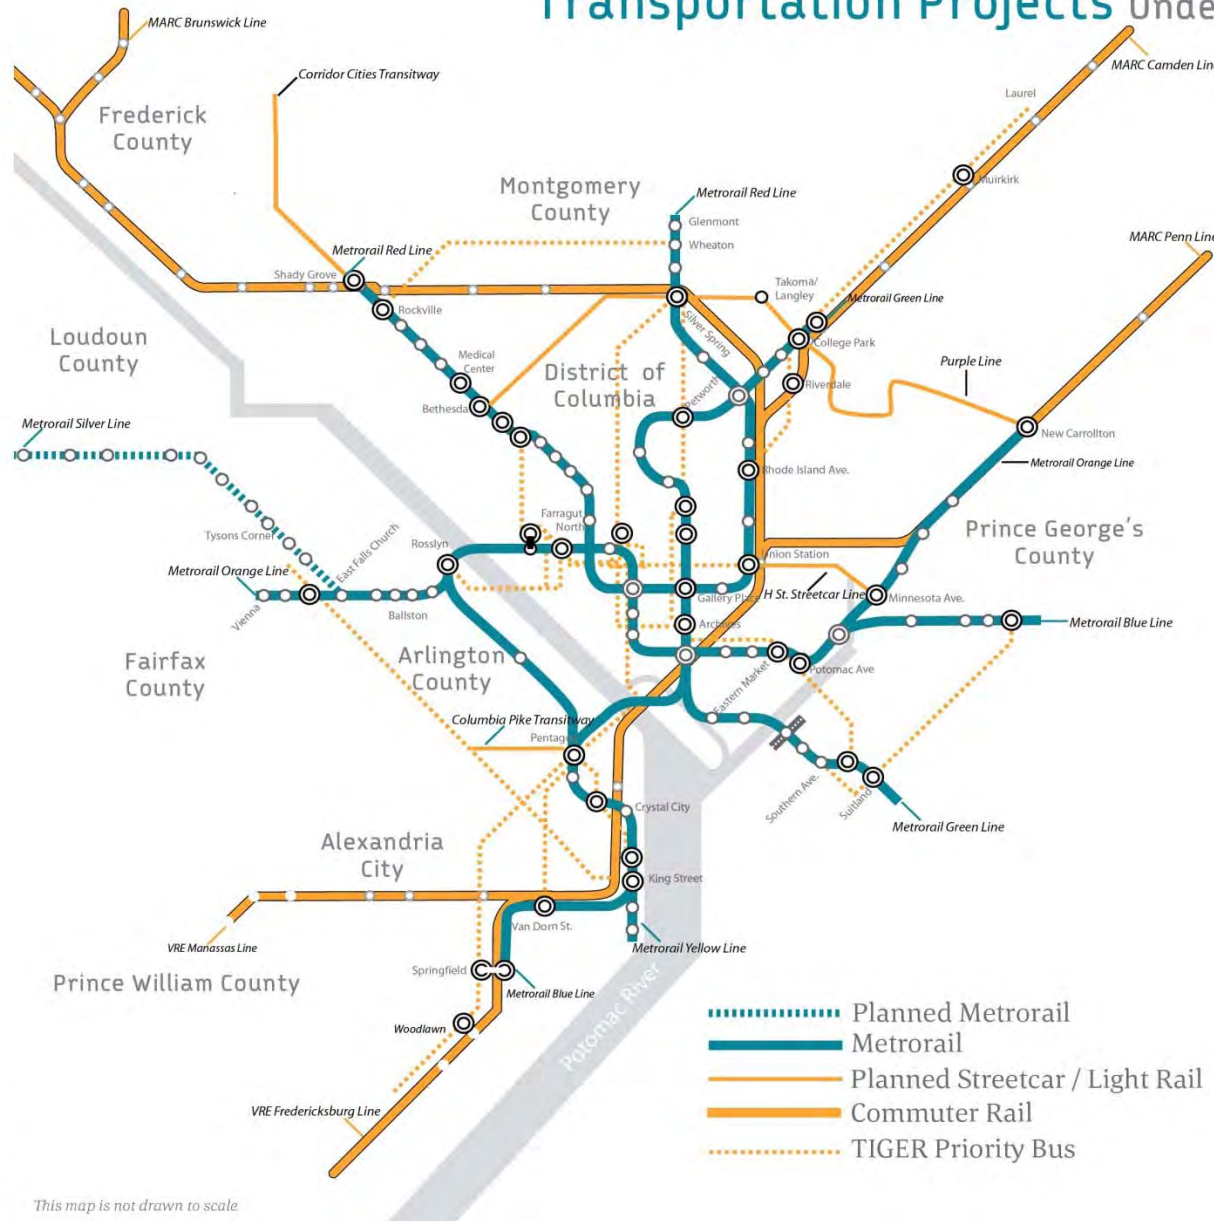 Transportation Projects Unde
MARC Brunswick Line
MARC Camden Lin
Corridor Cities Transitway
Laurel
Frederick
County
Muirkirk
Montgomery
County
Metrorail Red Line
Glenmont
Wheaton
MARC Penn Line
Metrorail Red Line
Shady Grove
Takoma/
Langley
Metrorail Green Line
Rockville
Silver Spring
College Park
Loudoun
County
Medical
Center
District of
Columbia
Purple Line
Petworth
Riverdale
Bethesda
Metrorail Silver Line
New Carrollton
Metrorail Orange Line
Rhode Island Ave.
Tysons Corner
Farragut
North
Prince George's
County
East Falls Church
Rosslyn
Union Station
Metrorail Orange Line
Gallery Place
H St. Streetcar Line
Minnesota Ave.
Vienna
Ballston
Archives
Metrorail Blue Line
Fairfax
County
Arlington
County
Eastern Market
Potomac Ave
Columbia Pike Transitway
Pentagon
Southern Ave.
Suitland
Crystal City
Metrorail Green Line
Alexandria
City
King Street
Van Dorn St.
VRE Manassas Line
Metrorail Yellow Line
Springfield
Prince William County
Metrorail Blue Line
Potomac River
Woodlawn
Planned Metrorail
Metrorail
Planned Streetcar / Light Rail
VRE Fredericksburg Line
Commuter Rail
TIGER Priority Bus
This map is not drawn to scale